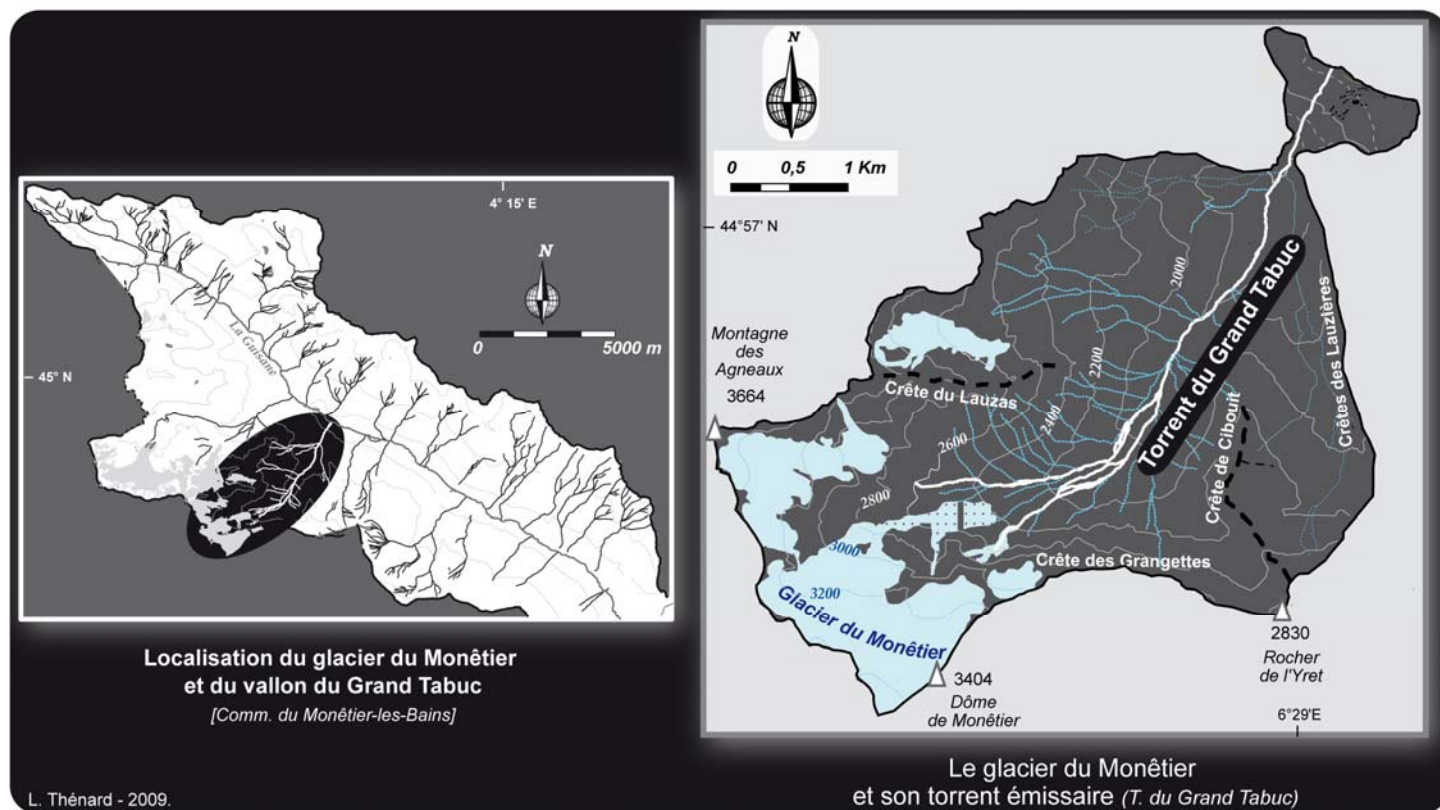 4° 15' E
N
0 5000 m
45° N
La Guisane
Localisation du glacier du Monêtier
et du vallon du Grand Tabuc
[Comm. du Monêtier-les-Bains]
L. Thénard - 2009.
N
0 0,5 1 Km
44°57' N
Montagne
des
Agneaux
3664
Crête du Lauzas
2000
2200
2400
2600
2800
3000
3200
Torrent du Grand Tabuc
Crêtes des Lauzières
Crête de Cibouit
Crête des Grangettes
Glacier du Monêtier
3404
Dôme
de Monêtier
2830
Rocher
de l'Yret
6°29'E
Le glacier du Monêtier
et son torrent émissaire (T. du Grand Tabuc)